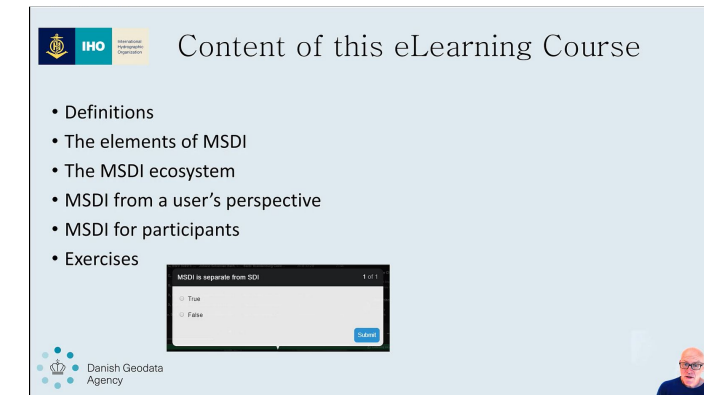 IHO
International
Hydrographic
Organization
Content of this eLearning Course
• Definitions
• The elements of MSDI
• The MSDI ecosystem
• MSDI from a user’s perspective
• MSDI for participants
• Exercises
MSDI is separate from SDI 1 of 1
True
False
Submit
Danish Geodata
Agency